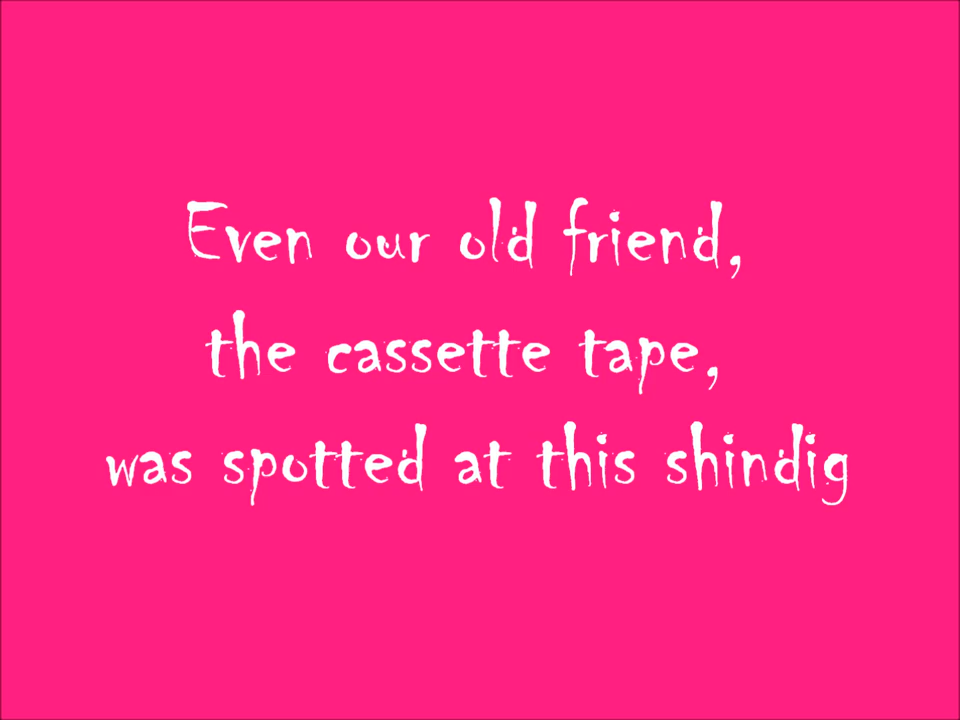 Even our old friend,
the cassette tape,
was spotted at this shindig